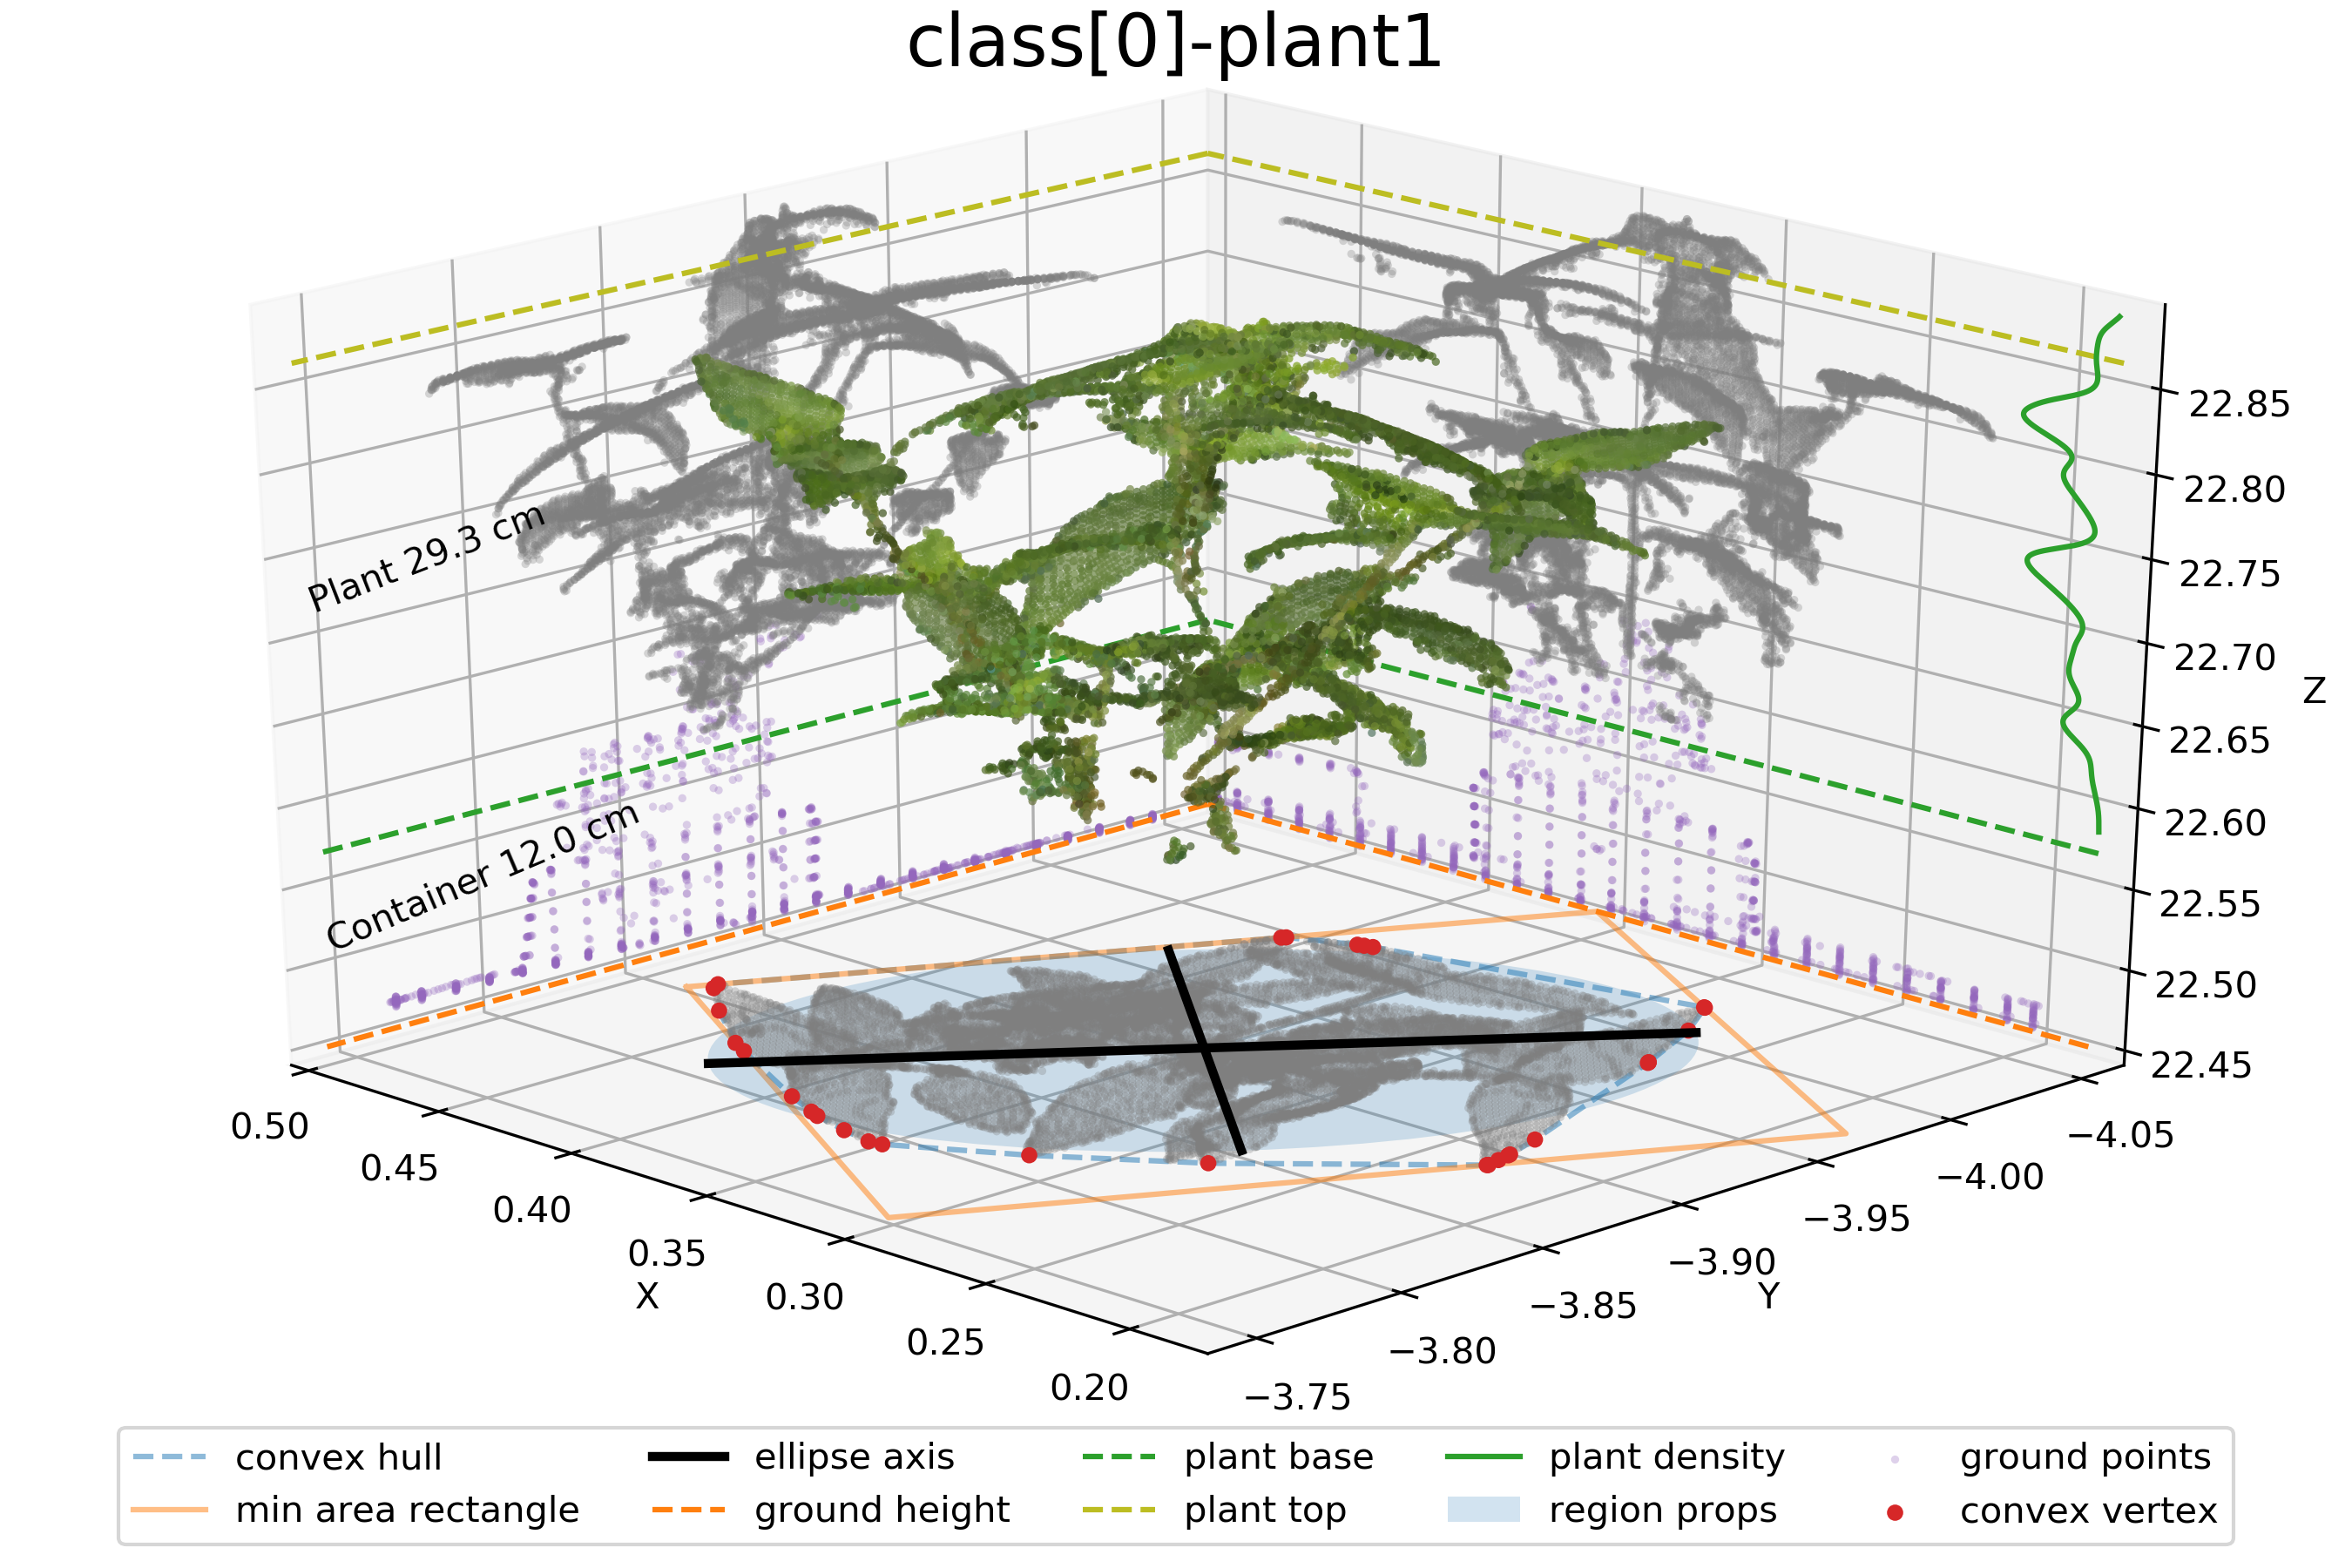 class[0]-plant1
Plant 29.3 cm
Container 12.0 cm
22.85
22.80
22.75
22.70
22.65
22.60
22.55
22.50
22.45
Z
0.50
0.45
0.40
0.35
0.30
0.25
0.20
X
−4.05
−4.00
−3.95
−3.90
−3.85
−3.80
−3.75
Y
convex hull
min area rectangle
ellipse axis
ground height
plant base
plant top
plant density
region props
ground points
convex vertex